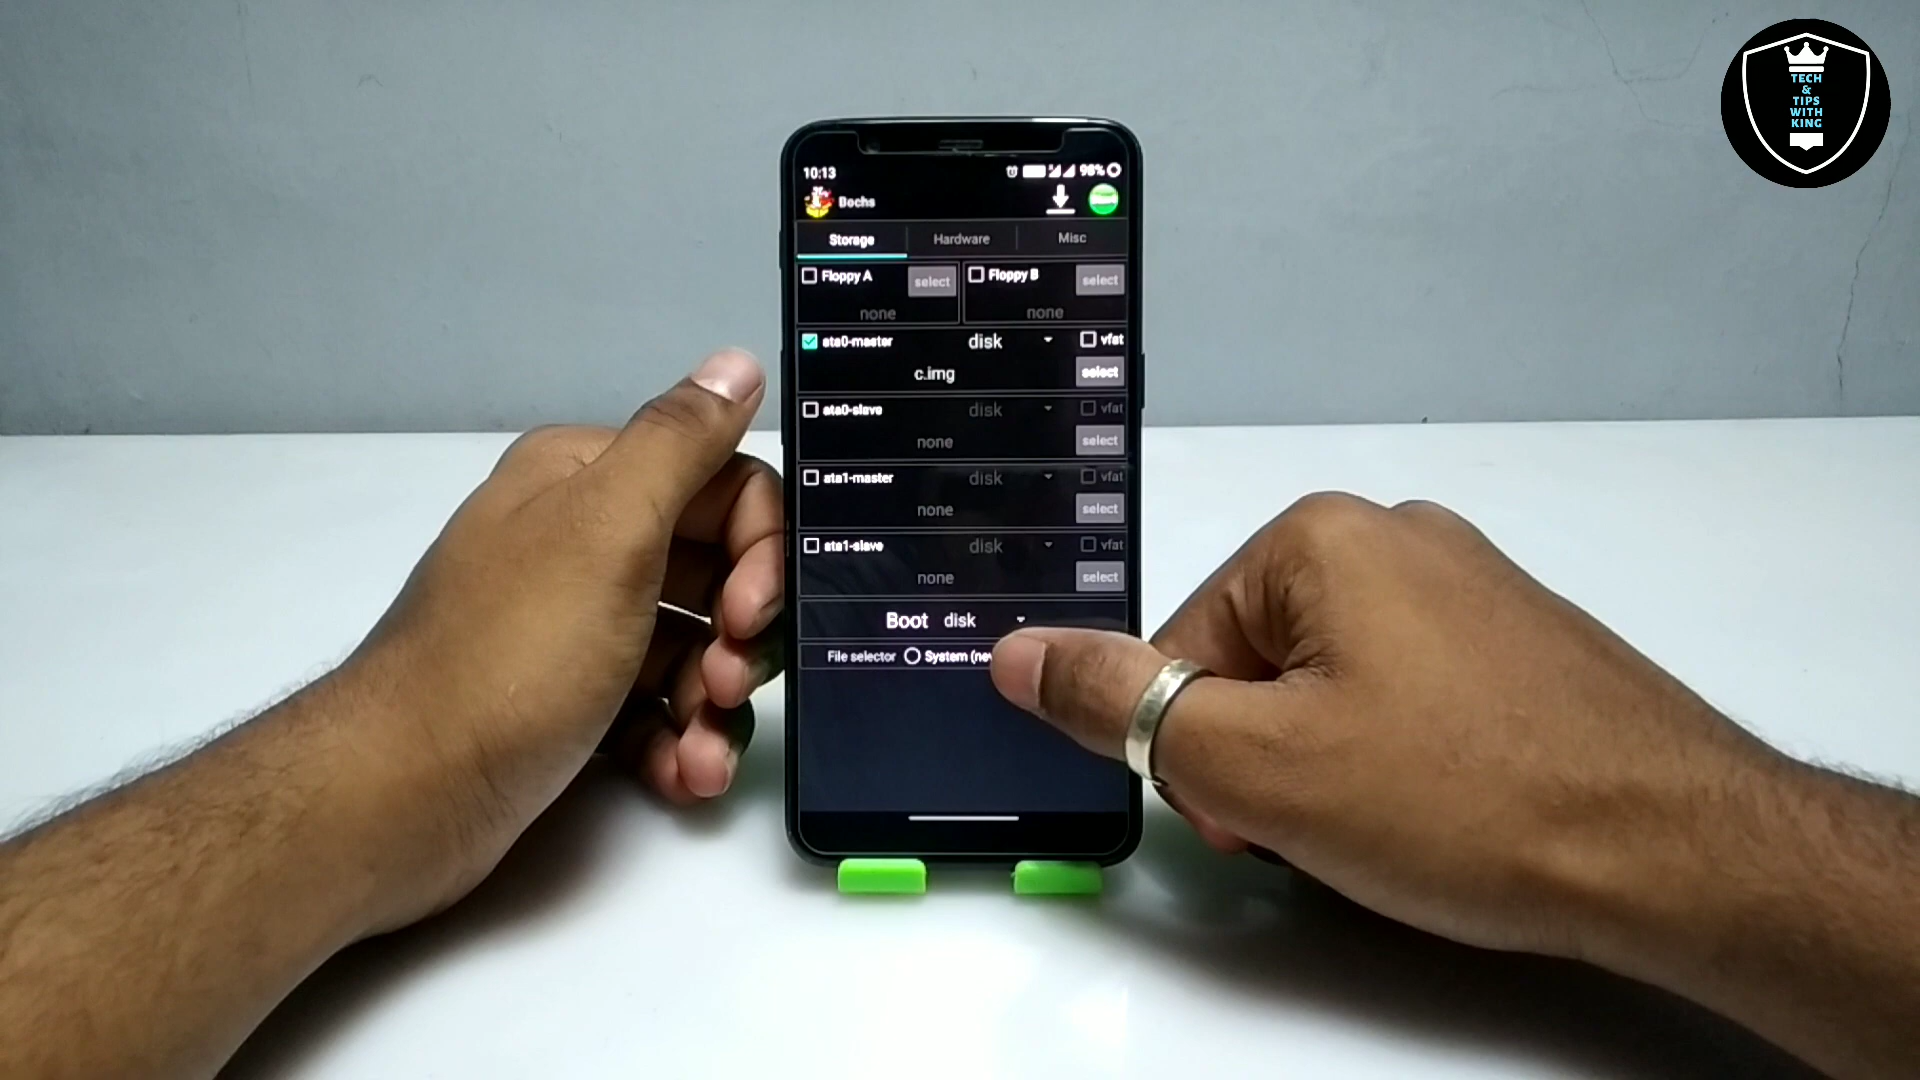 TECH
&
TIPS
WITH
KING
10:13
98%
Bochs
Storage Hardware Misc
Floppy A select Floppy B select
none none
ata0-master disk vfat
c.img select
ata0-slave disk vfat
none select
ata1-master disk vfat
none select
ata1-slave disk vfat
none select
Boot disk
File selector System